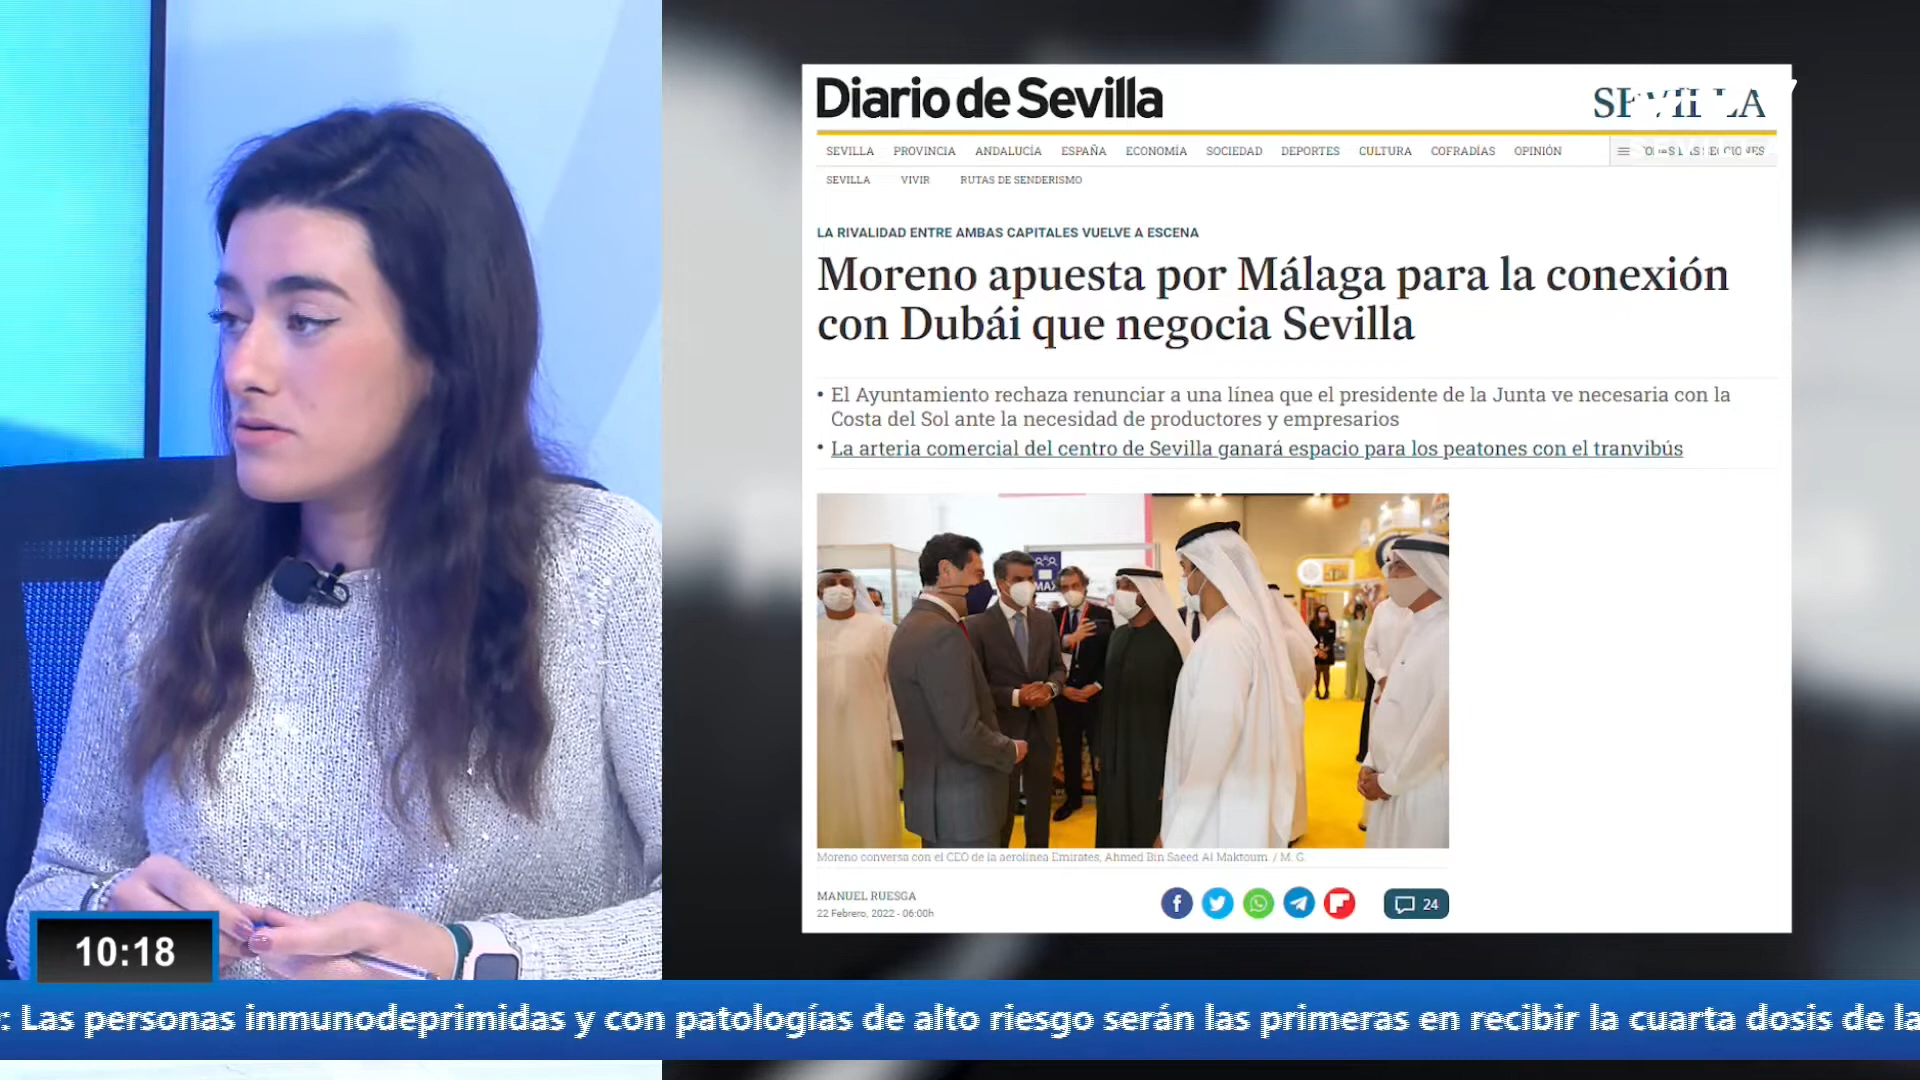 Diario de Sevilla
SEVILLA
SEVILLA PROVINCIA ANDALUCÍA ESPAÑA ECONOMÍA SOCIEDAD DEPORTES CULTURA COFRADÍAS OPINIÓN
SEVILLA VIVIR RUTAS DE SENDERISMO
LA RIVALIDAD ENTRE AMBAS CAPITALES VUELVE A ESCENA
Moreno apuesta por Málaga para la conexión
con Dubái que negocia Sevilla
• El Ayuntamiento rechaza renunciar a una línea que el presidente de la Junta ve necesaria con la
Costa del Sol ante la necesidad de productores y empresarios
• La arteria comercial del centro de Sevilla ganará espacio para los peatones con el tranvibús
Moreno conversa con el CEO de la aerolínea Emirates, Ahmed Bin Saeed Al Maktoum. / M. G.
MANUEL RUESGA
22 Febrero, 2022 - 06:00h
24
10:18
: Las personas inmunodeprimidas y con patologías de alto riesgo serán las primeras en recibir la cuarta dosis de la